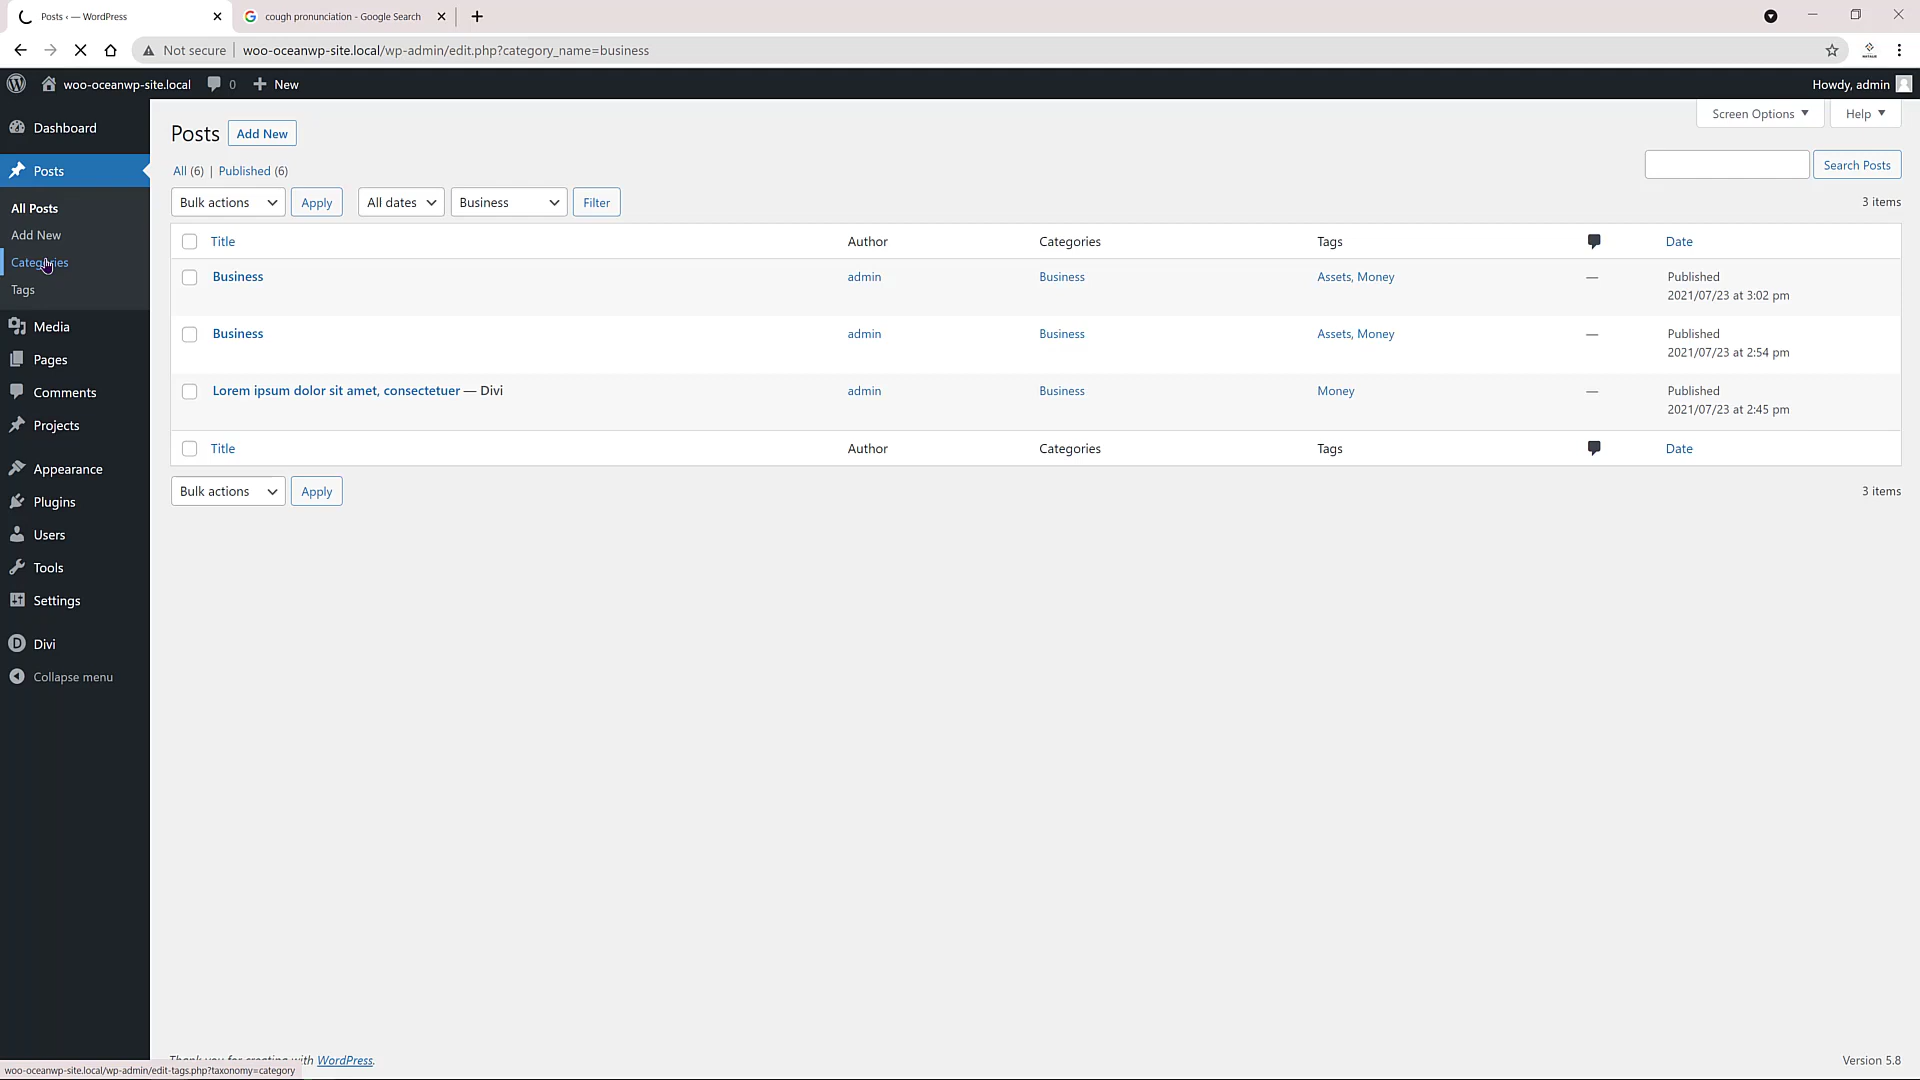 Posts ‹ — WordPress
cough pronunciation - Google Search
Not secure woo-oceanwp-site.local/wp-admin/edit.php?category_name=business
woo-oceanwp-site.local 0 New Howdy, admin
Screen Options Help
Dashboard
Posts
All Posts
Add New
Categories
Tags
Media
Pages
Comments
Projects
Appearance
Plugins
Users
Tools
Settings
Divi
Collapse menu
Posts Add New
All (6) | Published (6)
Search Posts
Bulk actions Apply All dates Business Filter 3 items
Title Author Categories Tags Date
Business admin Business Assets, Money — Published
2021/07/23 at 3:02 pm
Business admin Business Assets, Money — Published
2021/07/23 at 2:54 pm
Lorem ipsum dolor sit amet, consectetuer — Divi admin Business Money — Published
2021/07/23 at 2:45 pm
Title Author Categories Tags Date
Bulk actions Apply 3 items
Thank you for creating with WordPress. Version 5.8
woo-oceanwp-site.local/wp-admin/edit-tags.php?taxonomy=category